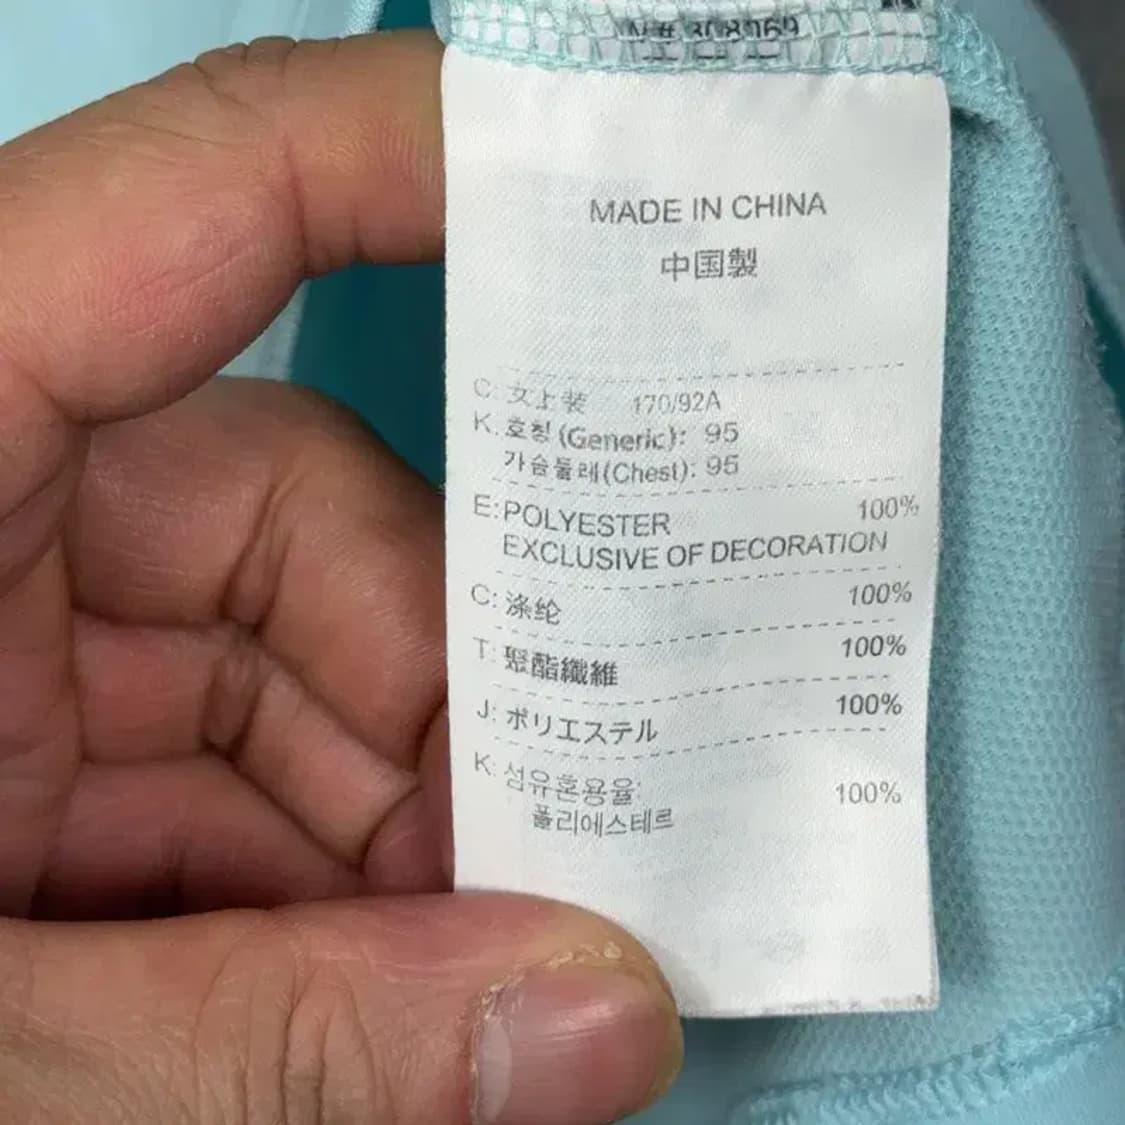 MADE IN CHINA
中国製
C: 女上装 170/92A
K. 호칭 (Generic): 95
가슴둘레(Chest): 95
E: POLYESTER 100%
EXCLUSIVE OF DECORATION
C: 涤纶 100%
T: 聚酯纖維 100%
J: ポリエステル 100%
K: 섬유혼용율: 100%
폴리에스테르